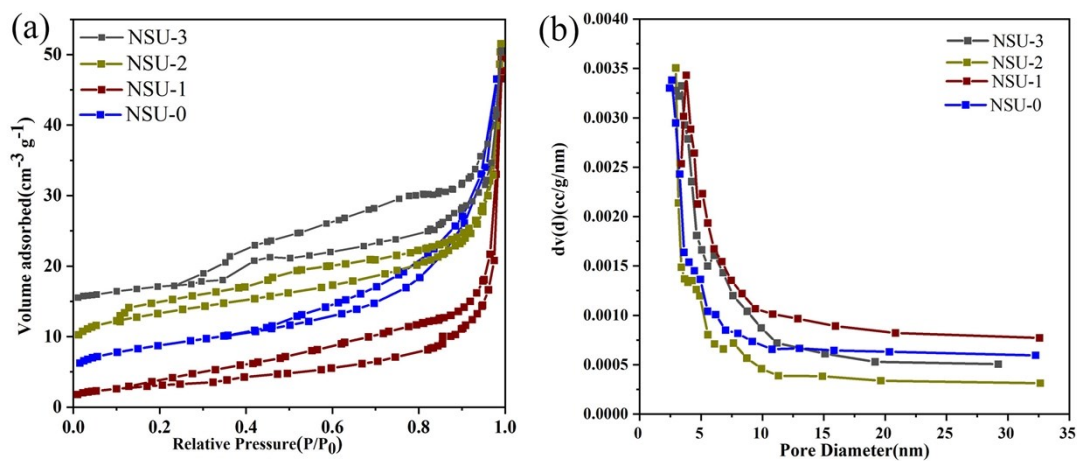 (a)
NSU-3
NSU-2
NSU-1
NSU-0
Volume adsorbed(cm⁻³ g⁻¹)
50
40
30
20
10
0
0.0 0.2 0.4 0.6 0.8 1.0
Relative Pressure(P/P₀)
(b)
NSU-3
NSU-2
NSU-1
NSU-0
dv(d)(cc/g/nm)
0.0040
0.0035
0.0030
0.0025
0.0020
0.0015
0.0010
0.0005
0.0000
0 5 10 15 20 25 30 35
Pore Diameter(nm)